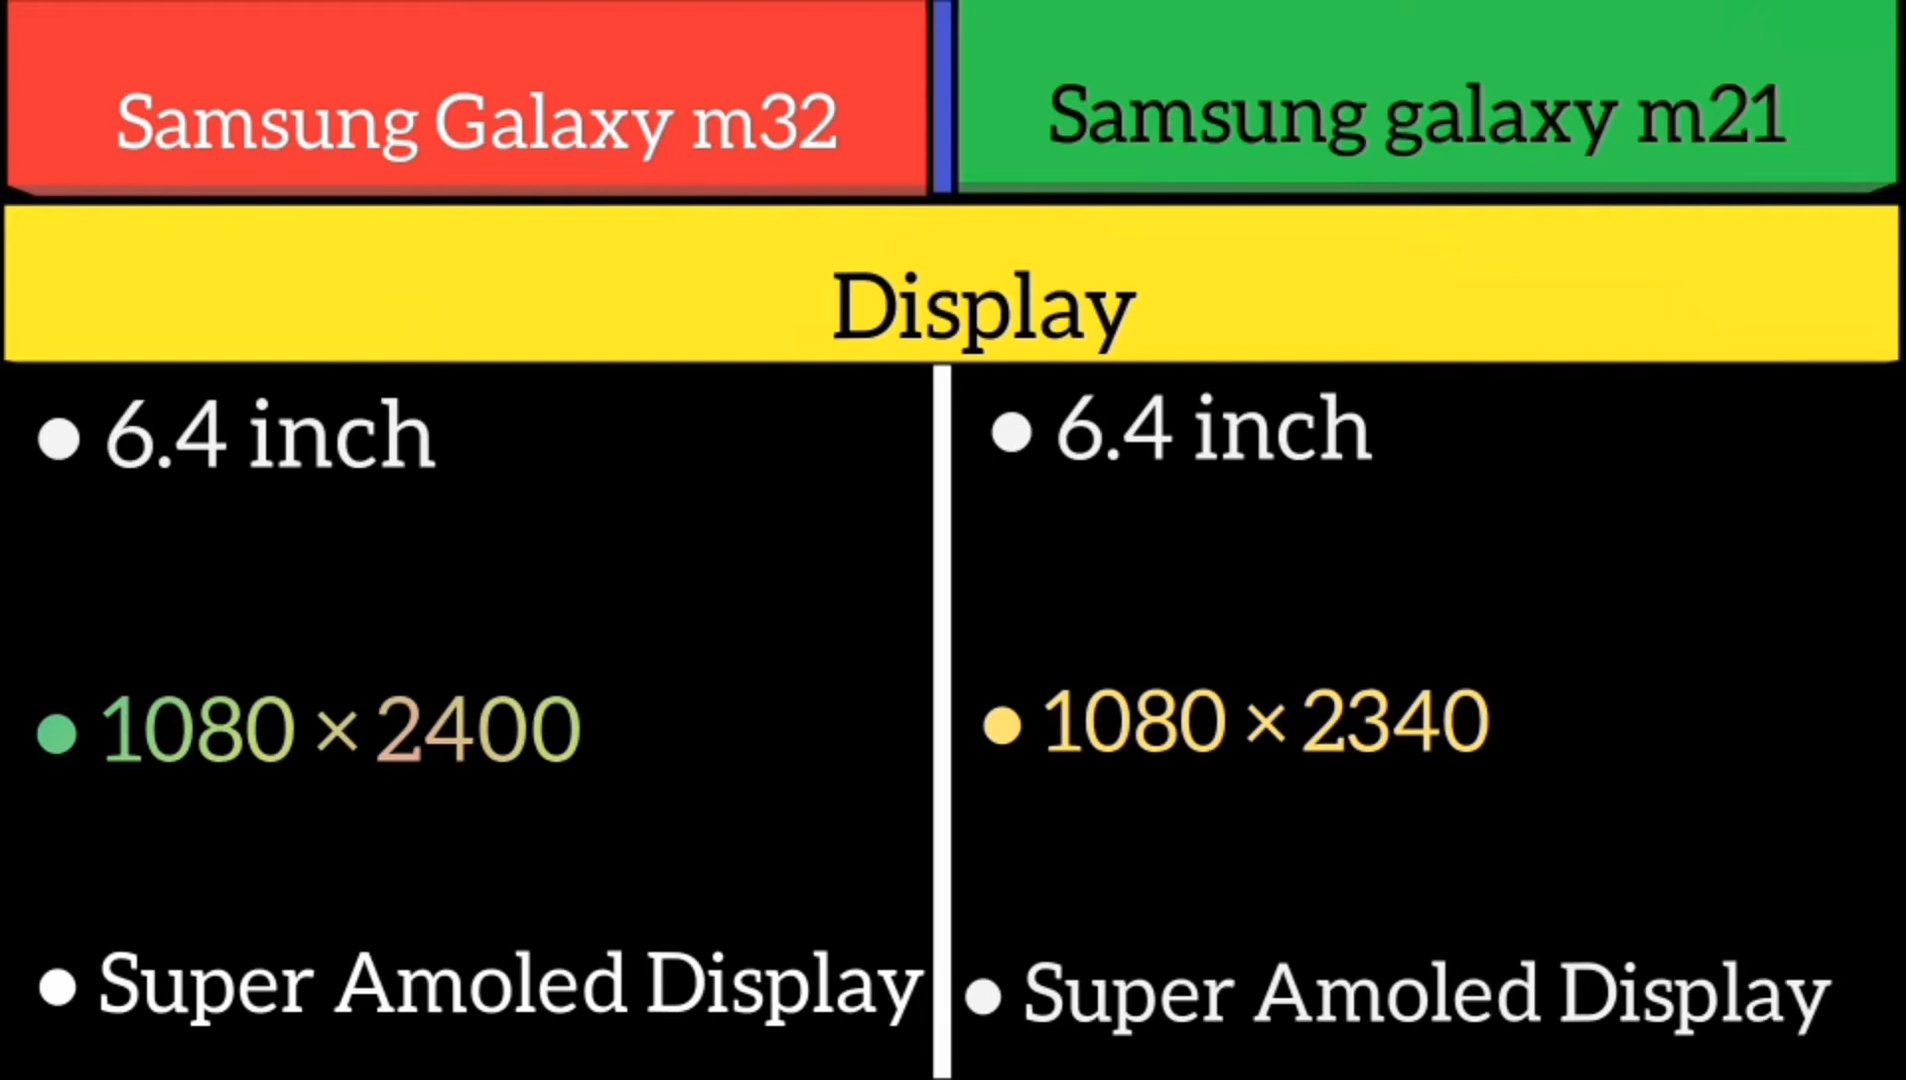 Samsung Galaxy m32
Samsung galaxy m21
Display
• 6.4 inch
• 6.4 inch
• 1080 × 2400
• 1080 × 2340
• Super Amoled Display
• Super Amoled Display